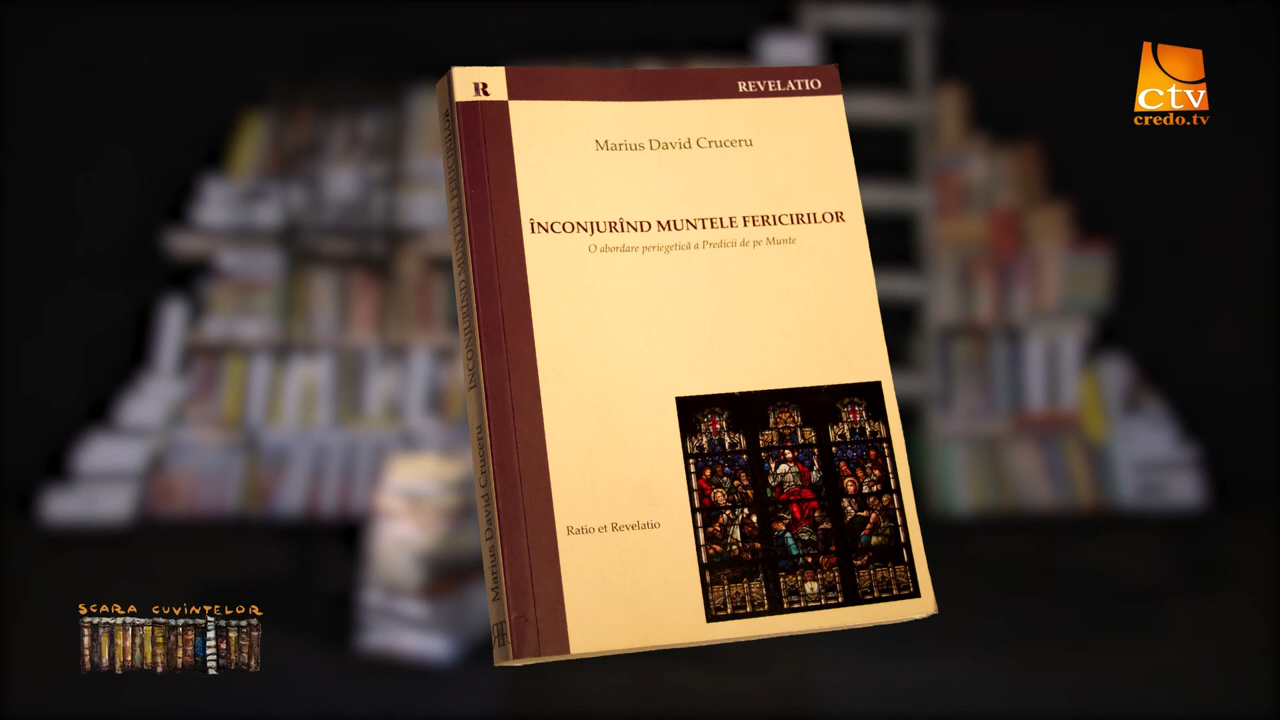 R
REVELATIO
Marius David Cruceru
ÎNCONJURÎND MUNTELE FERICIRILOR
O abordare periegetică a Predicii de pe Munte
Ratio et Revelatio
ÎNCONJURÎND MUNTELE FERICIRILOR
Marius David Cruceru
ctv
credo.tv
SCARA CUVINTELOR